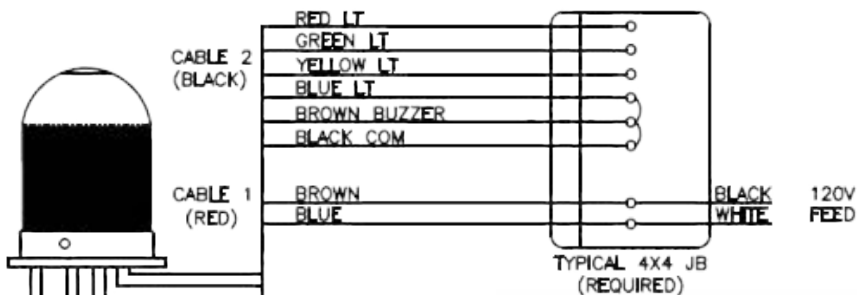 RED LT
GREEN LT
CABLE 2
(BLACK)
YELLOW LT
BLUE LT
BROWN BUZZER
BLACK COM
CABLE 1
(RED)
BROWN
BLUE
BLACK 120V
WHITE FEED
TYPICAL 4X4 JB
(REQUIRED)